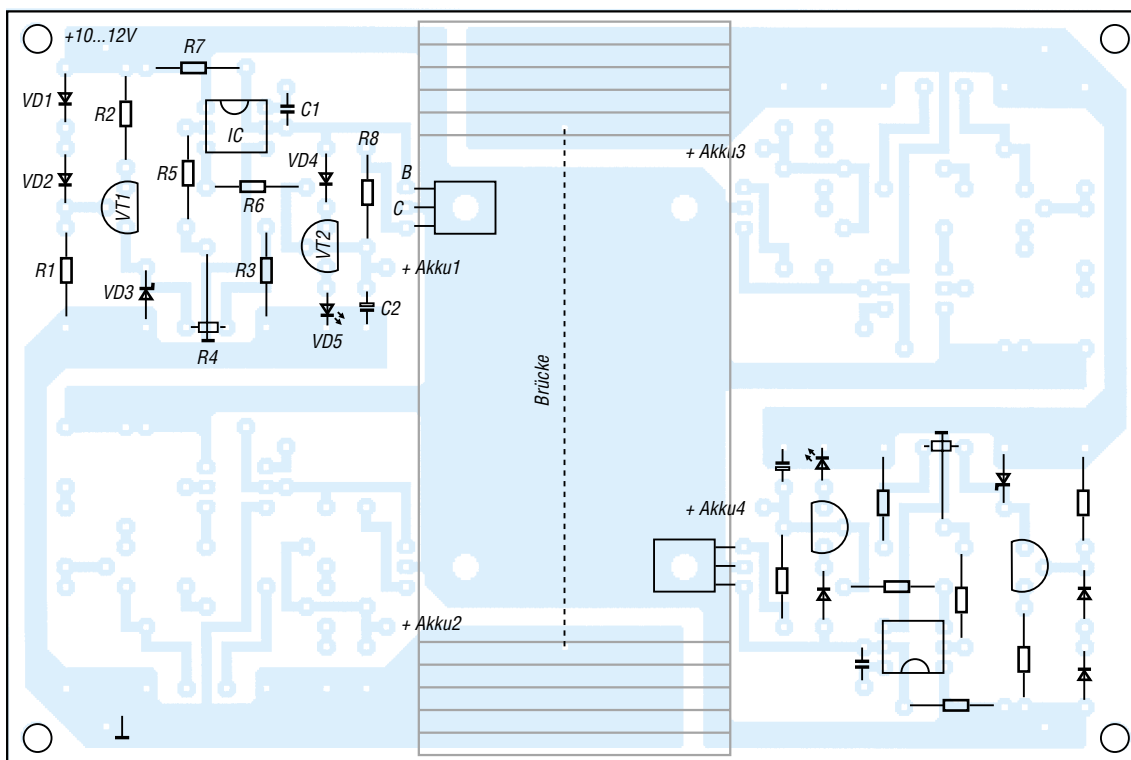 +10...12V
R7
VD1
R2
C1
IC
R8
VD4
+ Akku3
VD2
R5
B
R6
VT1
C
VT2
R1
R3
+ Akku1
VD3
C2
VD5
R4
Brücke
+ Akku4
+ Akku2